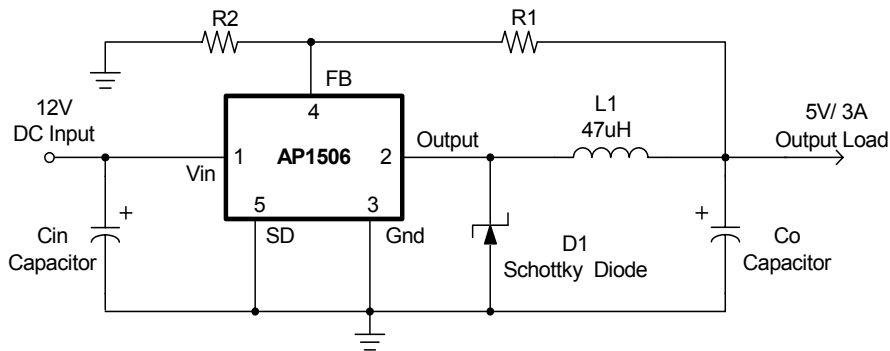 R2
R1
FB
4
12V
DC Input
L1
47uH
5V/ 3A
Output Load
Output
1
AP1506
2
Vin
5
3
SD
Gnd
Cin
Capacitor
+
D1
Schottky Diode
+
Co
Capacitor